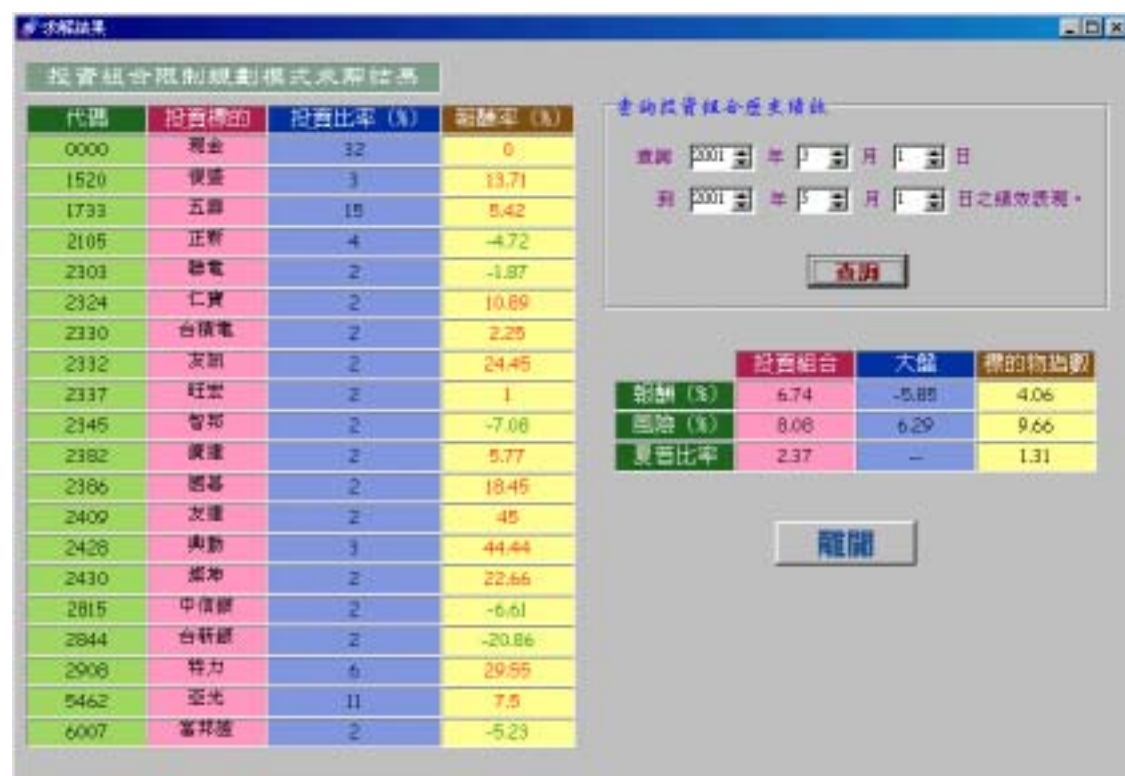 求解結果
投資組合限制規劃模式求解結果
代碼 投資標的 投資比率 (%) 報酬率 (%)
0000 現金 32 0
1520 復盛 3 13.71
1733 五鼎 15 5.42
2105 正新 4 -4.72
2303 聯電 2 -1.87
2324 仁寶 2 10.89
2330 台積電 2 2.25
2332 友訊 2 24.45
2337 旺宏 2 1
2345 智邦 2 -7.08
2382 廣達 2 5.77
2386 國碁 2 18.45
2409 友達 2 45
2428 興勤 3 44.44
2430 燦坤 2 22.66
2815 中信銀 2 -6.61
2844 台新銀 2 -20.86
2908 特力 6 29.55
5462 亞光 11 7.5
6007 富邦證 2 -5.23
查詢投資組合歷史績效
查詢 2001 年 3 月 1 日
到 2001 年 5 月 1 日之績效表現。
查詢
投資組合 大盤 標的物指數
報酬 (%) 6.74 -5.85 4.06
風險 (%) 8.08 6.29 9.66
夏普比率 2.37 --- 1.31
離開